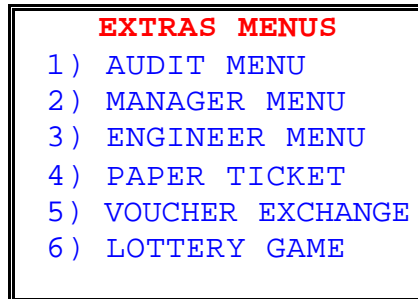 EXTRAS MENUS
1) AUDIT MENU
2) MANAGER MENU
3) ENGINEER MENU
4) PAPER TICKET
5) VOUCHER EXCHANGE
6) LOTTERY GAME